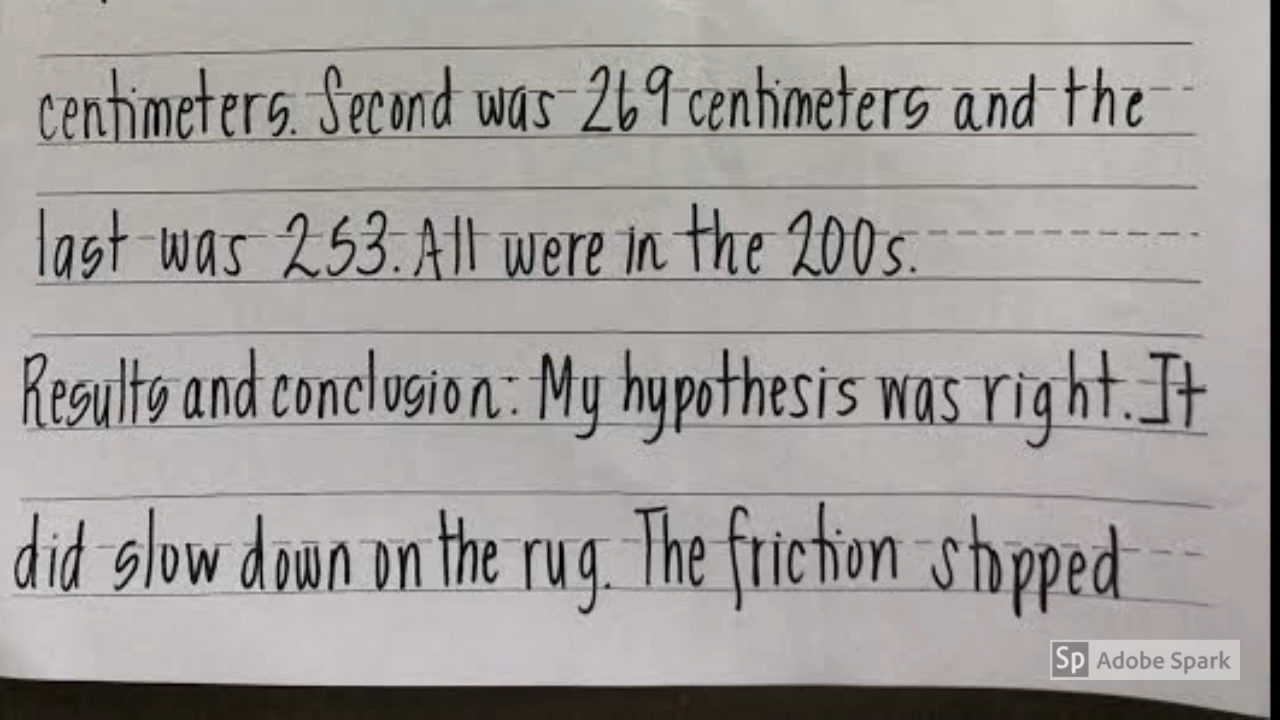 centimeters. Second was 269 centimeters and the
last was 253. All were in the 200s.
Results and conclusion: My hypothesis was right. It
did slow down on the rug. The friction stopped
Sp Adobe Spark